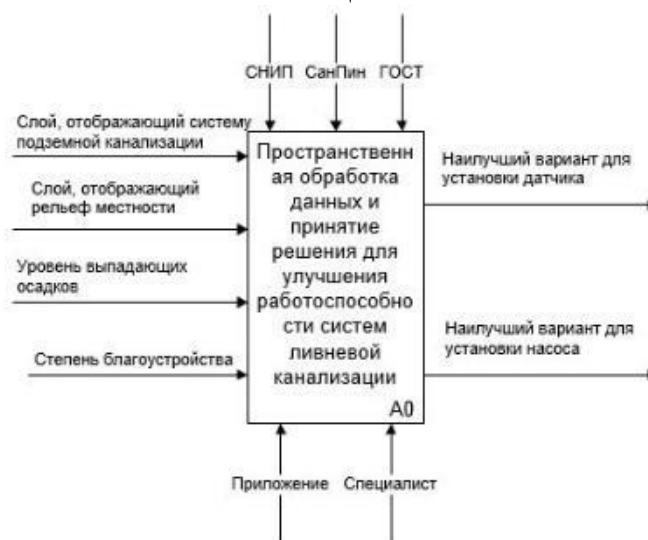 СНИП СанПин ГОСТ
Слой, отображающий систему
подземной канализации
Слой, отображающий
рельеф местности
Уровень выпадающих
осадков
Степень благоустройства
Пространственн
ая обработка
данных и
принятие
решения для
улучшения
работоспособно
сти систем
ливневой
канализации
A0
Наилучший вариант для
установки датчика
Наилучший вариант для
установки насоса
Приложение Специалист